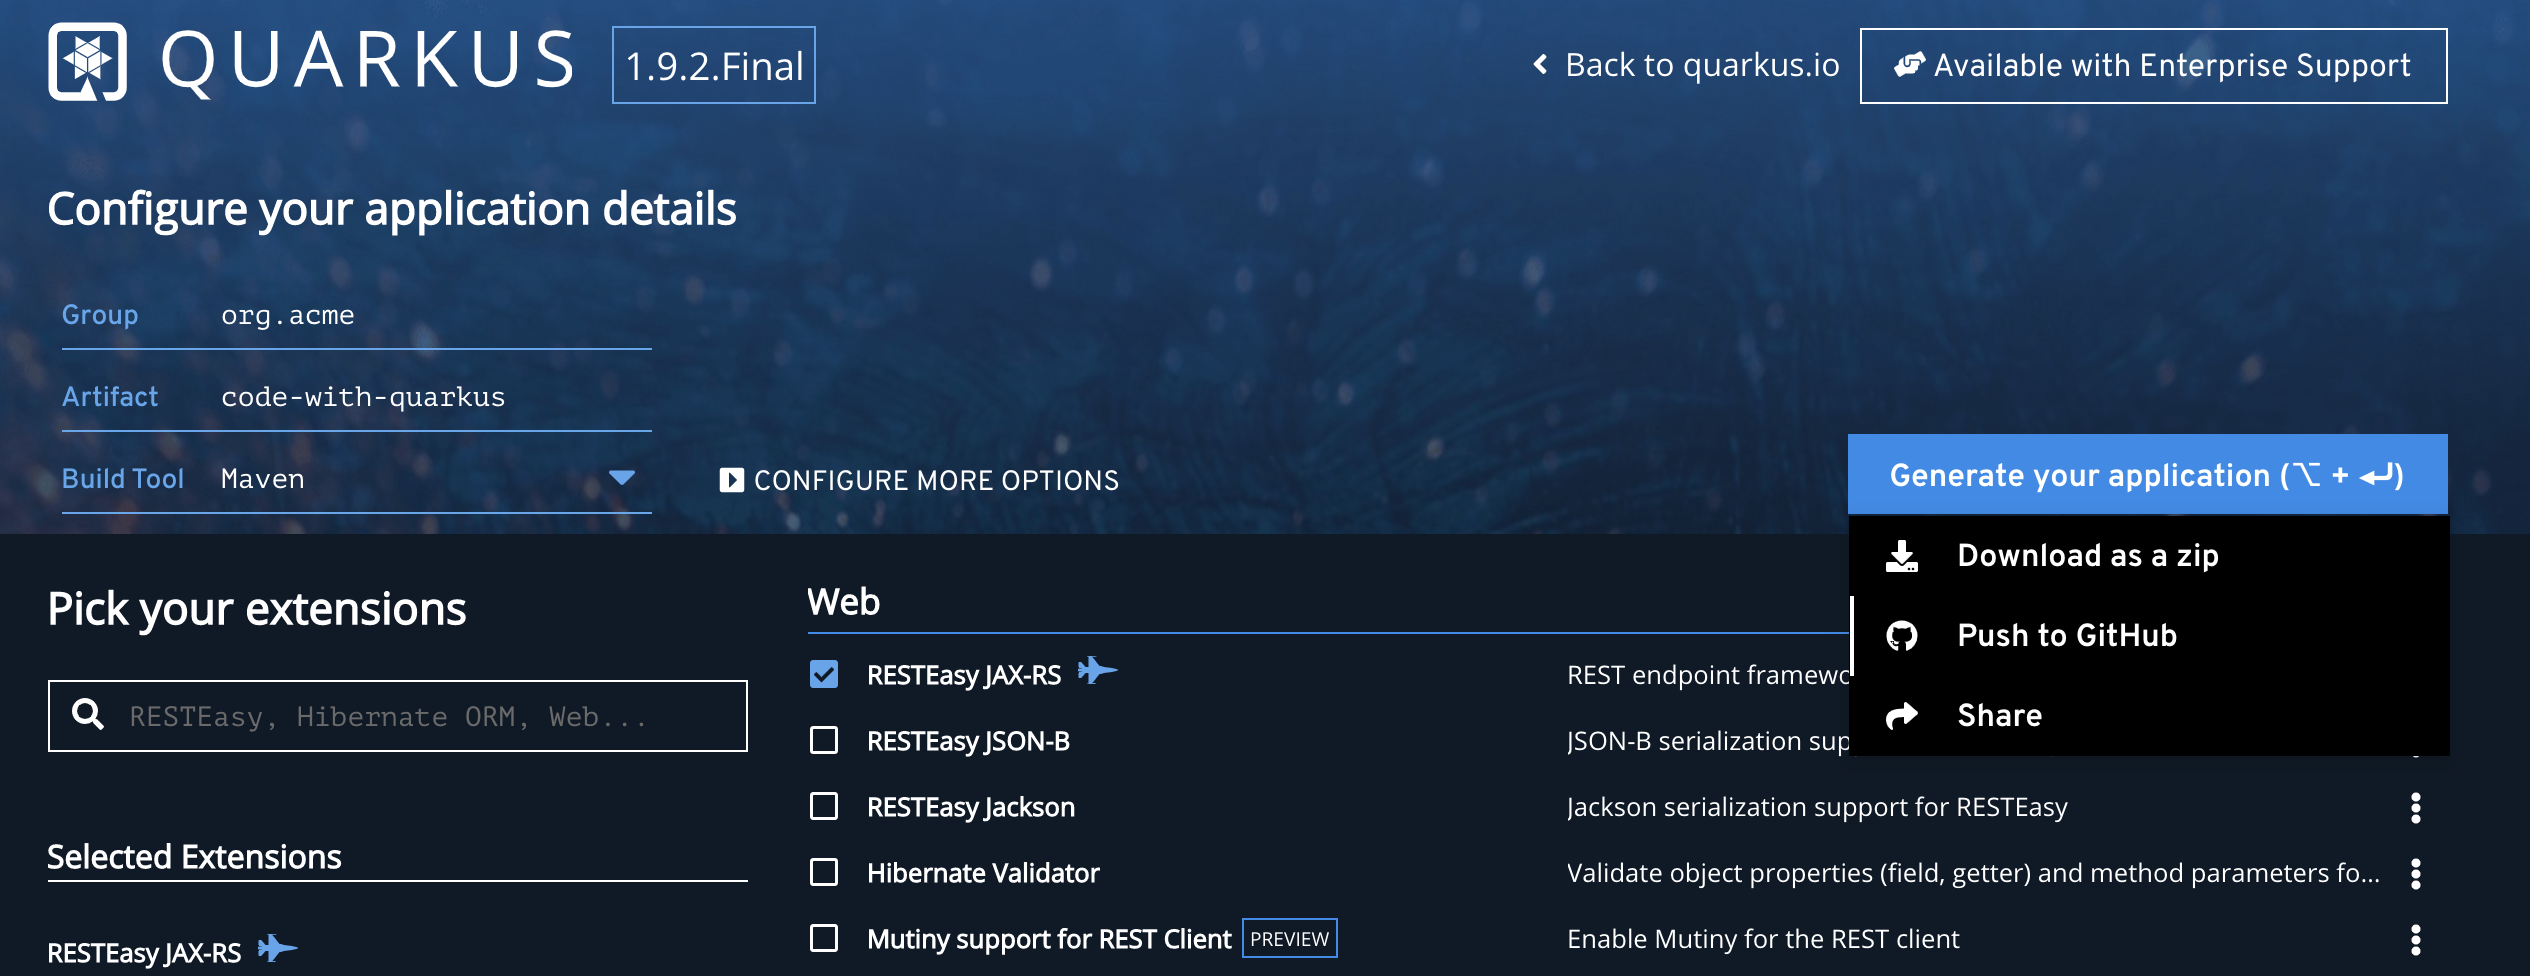 QUARKUS 1.9.2.Final
Back to quarkus.io
Available with Enterprise Support
Configure your application details
Group org.acme
Artifact code-with-quarkus
Build Tool Maven
CONFIGURE MORE OPTIONS
Generate your application (⌥ + ↵)
Download as a zip
Push to GitHub
Share
Pick your extensions
RESTEasy, Hibernate ORM, Web...
Selected Extensions
RESTEasy JAX-RS
Web
RESTEasy JAX-RS REST endpoint
RESTEasy JSON-B JSON-B serialization
RESTEasy Jackson Jackson serialization support for RESTEasy
Hibernate Validator Validate object properties (field, getter) and method parameters fo...
Mutiny support for REST Client PREVIEW Enable Mutiny for the REST client